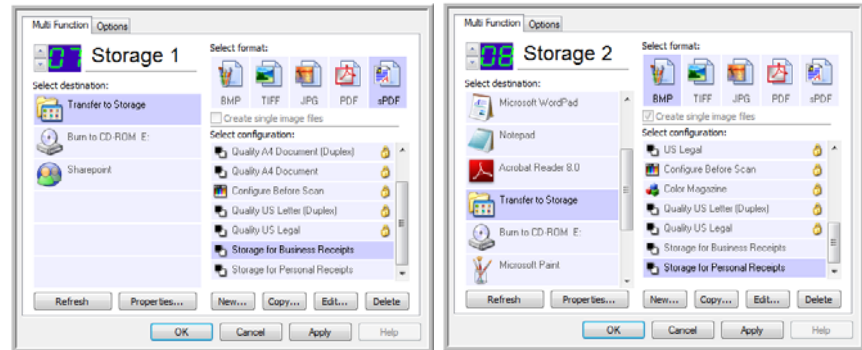 Multi Function Options
07 Storage 1
Select destination:
Transfer to Storage
Burn to CD-ROM E:
Sharepoint
Select format:
BMP TIFF JPG PDF sPDF
Create single image files
Select configuration:
Quality A4 Document (Duplex)
Quality A4 Document
Configure Before Scan
Quality US Letter (Duplex)
Quality US Legal
Storage for Business Receipts
Storage for Personal Receipts
Refresh Properties... New... Copy... Edit... Delete
OK Cancel Apply Help
Multi Function Options
08 Storage 2
Select destination:
Microsoft WordPad
Notepad
Acrobat Reader 8.0
Transfer to Storage
Burn to CD-ROM E:
Microsoft Paint
Select format:
BMP TIFF JPG PDF sPDF
Create single image files
Select configuration:
US Legal
Configure Before Scan
Color Magazine
Quality US Letter (Duplex)
Quality US Legal
Storage for Business Receipts
Storage for Personal Receipts
Refresh Properties... New... Copy... Edit... Delete
OK Cancel Apply Help